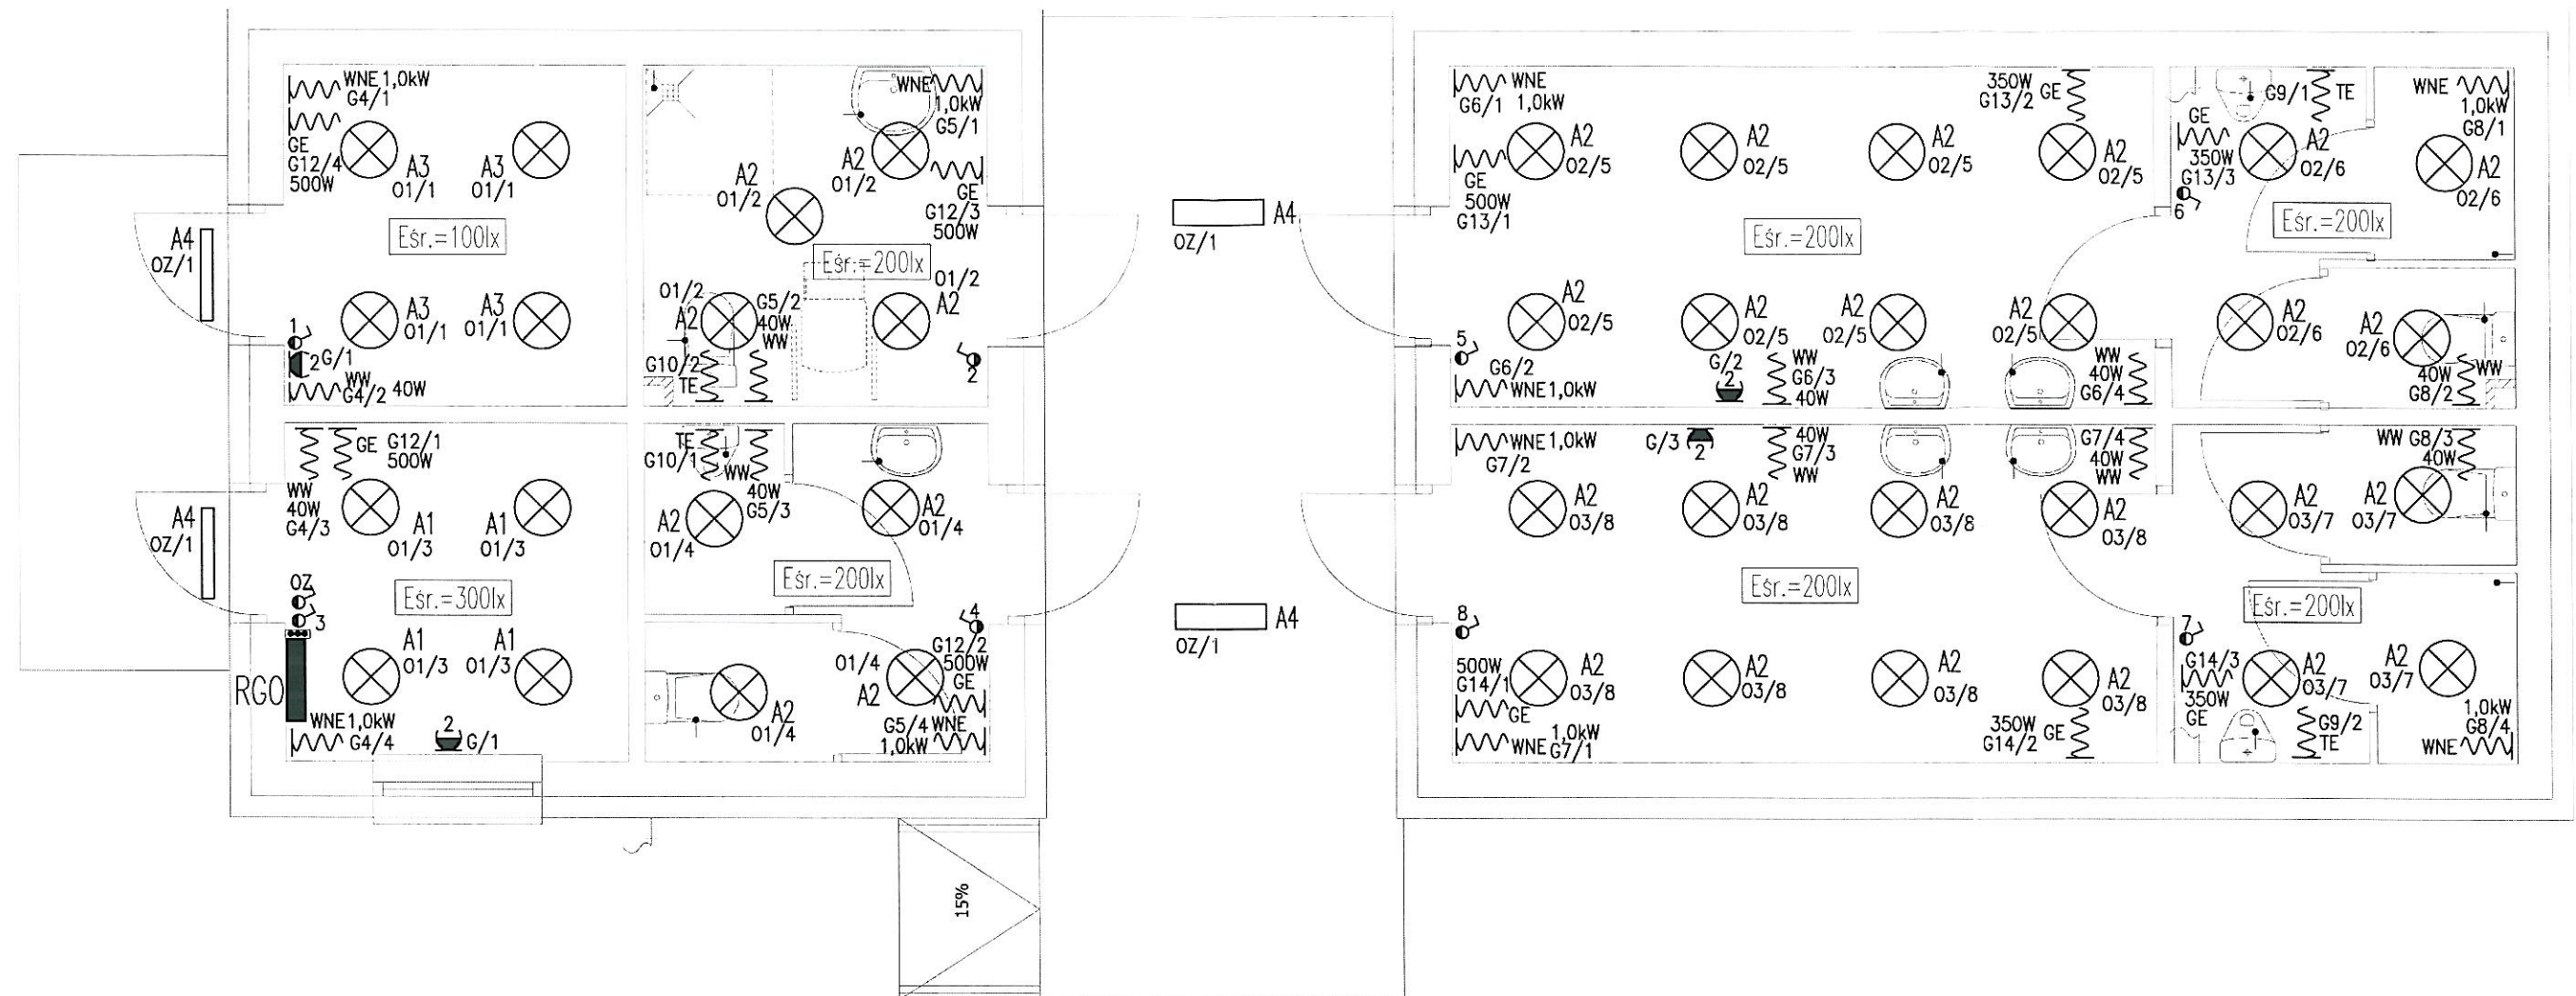 WNE 1,0kW
G4/1
GE
G12/4
500W
A3
01/1
A3
01/1
Eśr.=100lx
A4
OZ/1
A3
01/1
A3
01/1
1
2 G/1
WW
G4/2 40W
WNE
1,0kW
G5/1
A2
01/2
A2
01/2
GE
G12/3
500W
Eśr.=200lx
01/2
A2
01/2
A2
G5/2
40W
WW
G10/2
TE
2
GE G12/1
500W
WW
40W
G4/3
A1
01/3
A1
01/3
A4
OZ/1
OZ
3
Eśr.=300lx
A1
01/3
A1
01/3
RGO
WNE 1,0kW
G4/4
2
G/1
TE
G10/1
WW
40W
G5/3
A2
01/4
A2
01/4
Eśr.=200lx
4
G12/2
500W
GE
01/4
A2
A2
01/4
G5/4 WNE
1,0kW
15%
A4
OZ/1
A4
OZ/1
WNE
G6/1 1,0kW
350W
G13/2 GE
A2
02/5
A2
02/5
A2
02/5
A2
02/5
GE
500W
G13/1
Eśr.=200lx
A2
02/5
A2
02/5
A2
02/5
A2
02/5
5
G6/2
WNE 1,0kW
G/2
2
WW
G6/3
40W
WW
40W
G6/4
G9/1 TE
WNE
1,0kW
G8/1
GE
350W
G13/3
A2
02/6
A2
02/6
6
Eśr.=200lx
A2
02/6
A2
02/6
WW
40W
G8/2
WNE 1,0kW
G7/2
G/3
2
40W
G7/3
WW
G7/4
40W
WW
A2
03/8
A2
03/8
A2
03/8
A2
03/8
Eśr.=200lx
8
500W
G14/1
GE
A2
03/8
A2
03/8
A2
03/8
A2
03/8
WNE 1,0kW
G7/1
350W
G14/2 GE
WW G8/3
40W
A2
03/7
A2
03/7
Eśr.=200lx
7
G14/3
350W
GE
A2
03/7
A2
03/7
G9/2
TE
1,0kW
G8/4
WNE